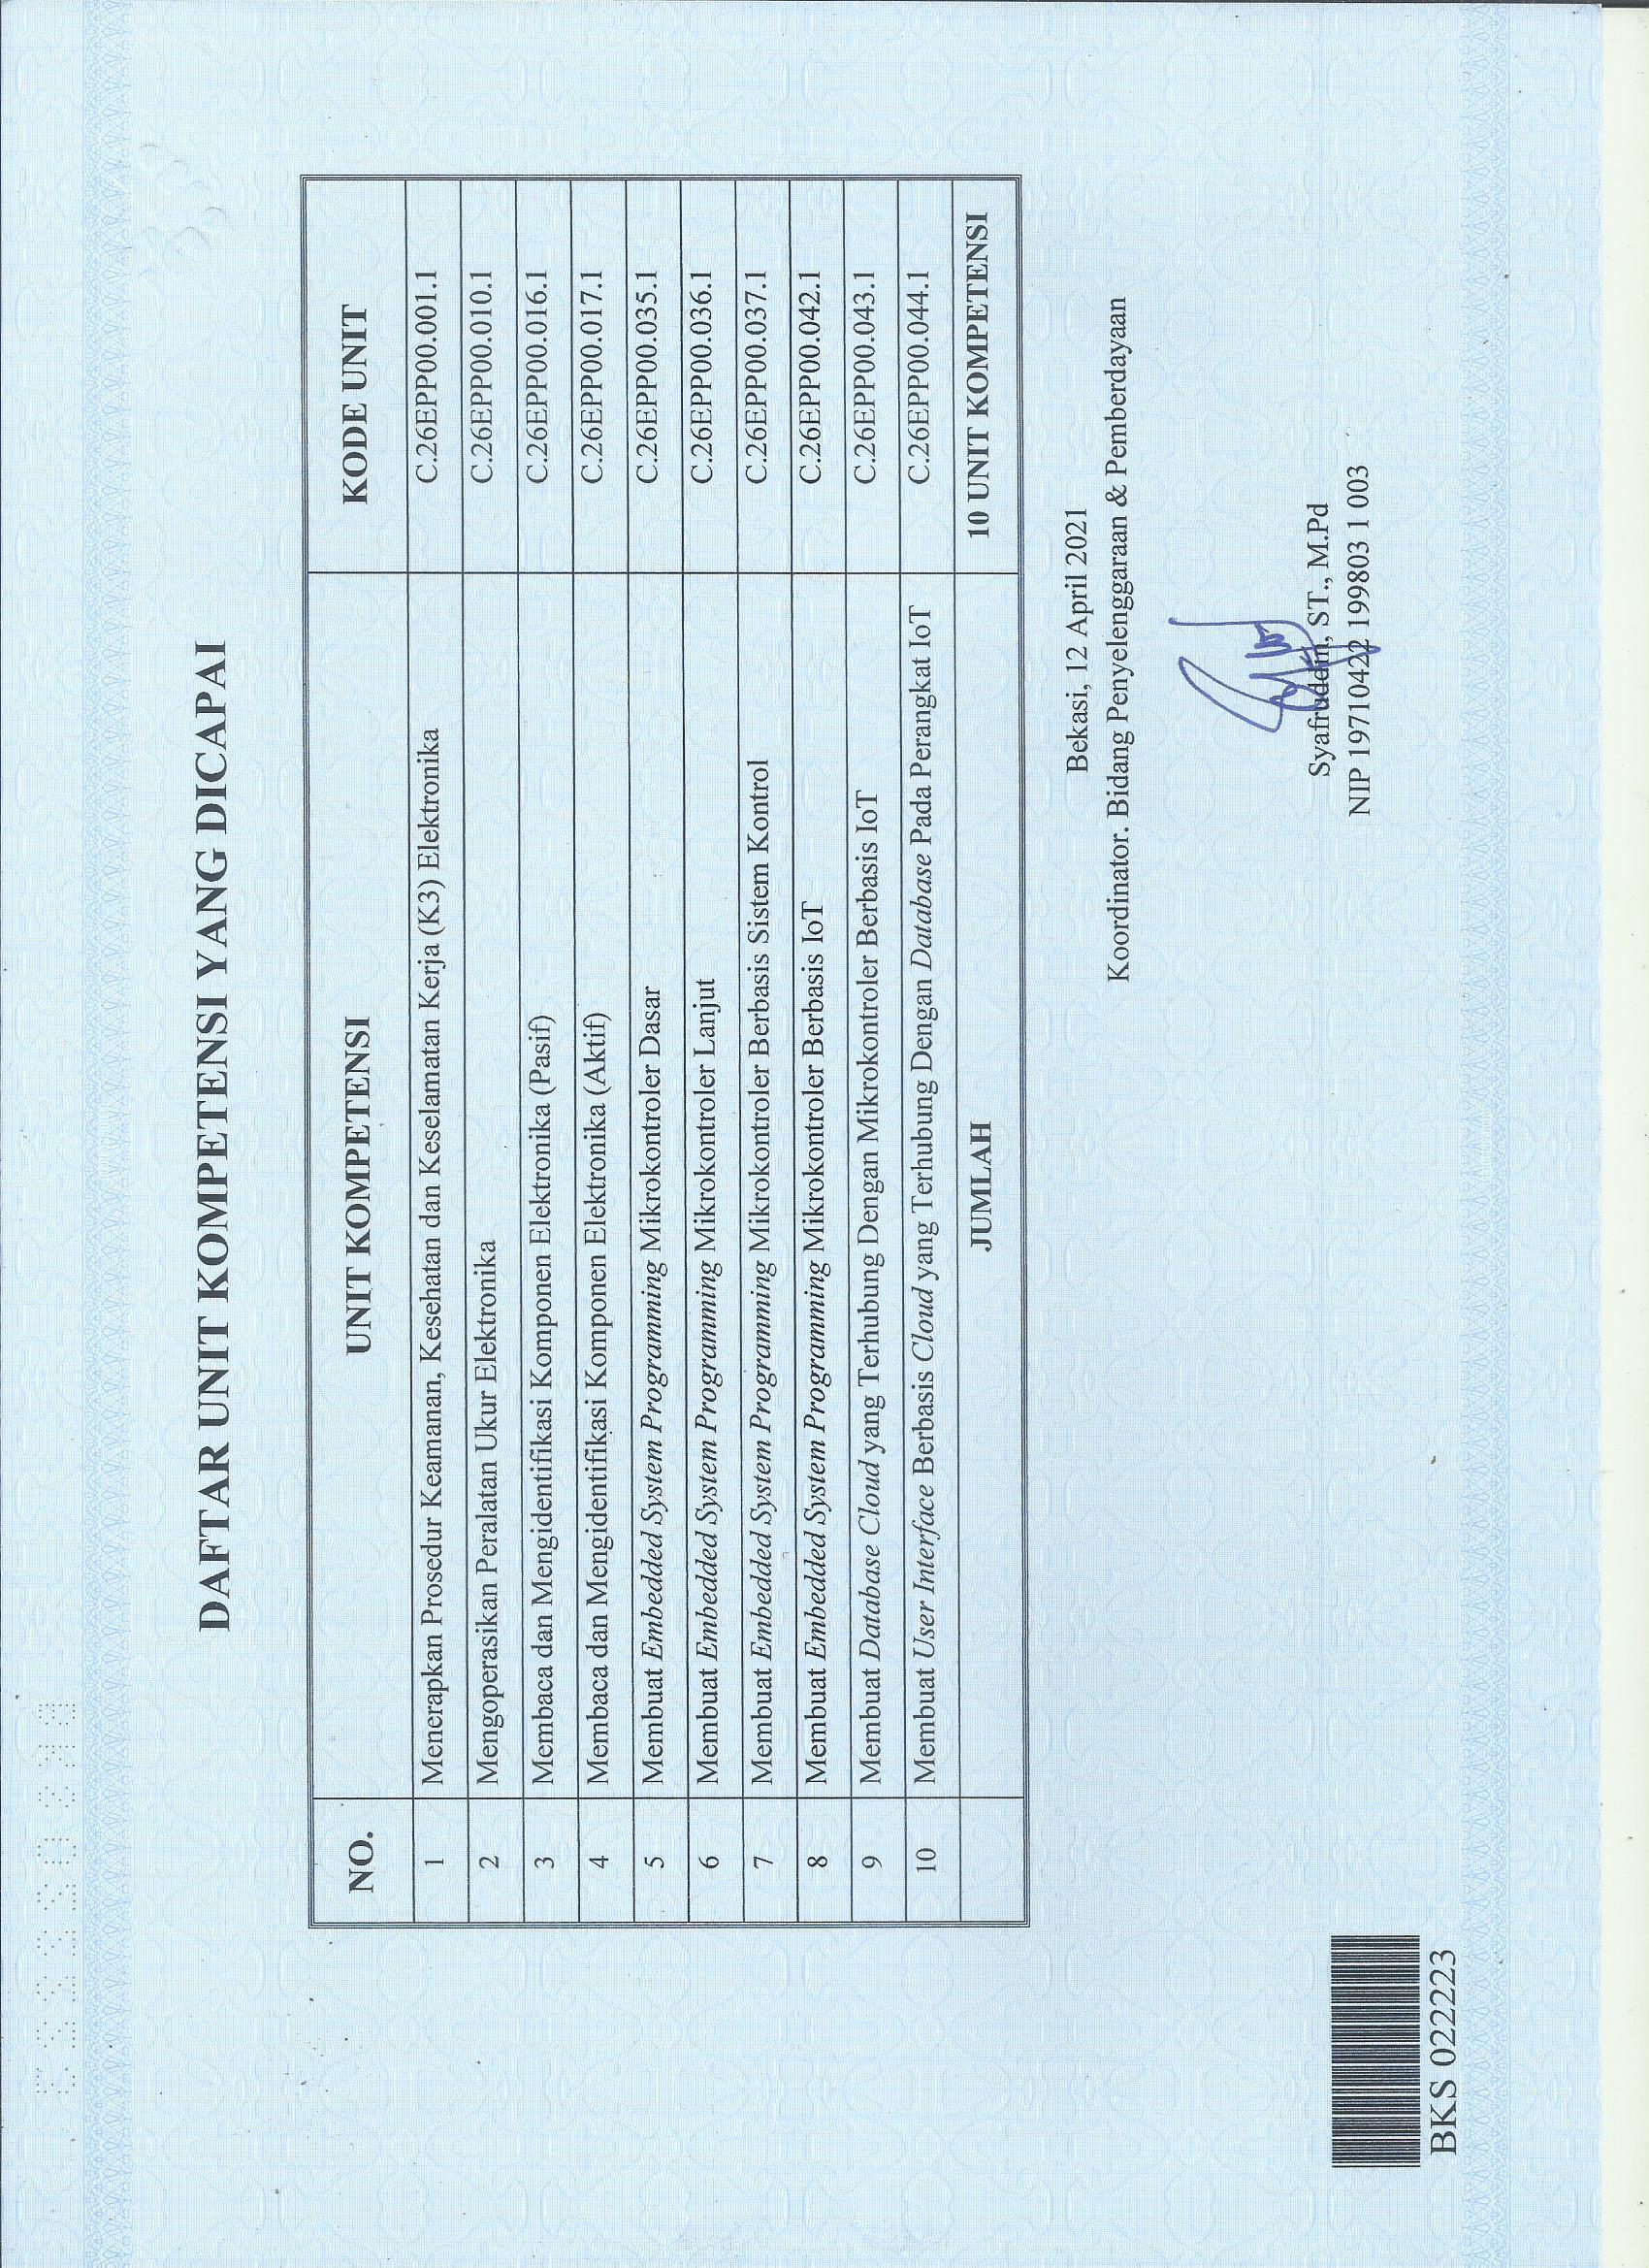 DAFTAR UNIT KOMPETENSI YANG DICAPAI
NO. UNIT KOMPETENSI KODE UNIT
1 Menerapkan Prosedur Keamanan, Kesehatan dan Keselamatan Kerja (K3) Elektronika C.26EPP00.001.1
2 Mengoperasikan Peralatan Ukur Elektronika C.26EPP00.010.1
3 Membaca dan Mengidentifikasi Komponen Elektronika (Pasif) C.26EPP00.016.1
4 Membaca dan Mengidentifikasi Komponen Elektronika (Aktif) C.26EPP00.017.1
5 Membuat Embedded System Programming Mikrokontroler Dasar C.26EPP00.035.1
6 Membuat Embedded System Programming Mikrokontroler Lanjut C.26EPP00.036.1
7 Membuat Embedded System Programming Mikrokontroler Berbasis Sistem Kontrol C.26EPP00.037.1
8 Membuat Embedded System Programming Mikrokontroler Berbasis IoT C.26EPP00.042.1
9 Membuat Database Cloud yang Terhubung Dengan Mikrokontroler Berbasis IoT C.26EPP00.043.1
10 Membuat User Interface Berbasis Cloud yang Terhubung Dengan Database Pada Perangkat IoT C.26EPP00.044.1
JUMLAH 10 UNIT KOMPETENSI
Bekasi, 12 April 2021
Koordinator. Bidang Penyelenggaraan & Pemberdayaan
Syafruddin, ST., M.Pd
NIP 19710422 199803 1 003
BKS 022223